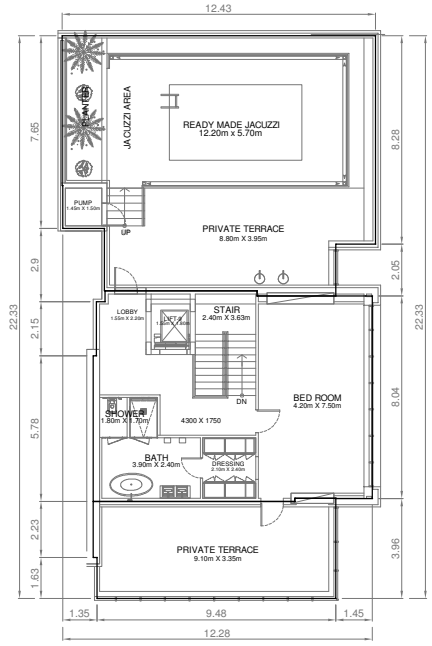 12.43
7.65
8.28
PLANTER
JACUZZI AREA
READY MADE JACUZZI
12.20m x 5.70m
PUMP
1.45m X 1.50m
UP
PRIVATE TERRACE
8.80m X 3.95m
2.9
2.05
22.33
22.33
LOBBY
1.55m X 2.20m
STAIR
2.40m X 3.63m
2.15
DN
BED ROOM
4.20m X 7.50m
8.04
SHOWER
1.80m X 1.70m
4300 X 1750
5.78
BATH
3.90m X 2.40m
DRESSING
2.10m X 2.40m
2.23
PRIVATE TERRACE
9.10m X 3.35m
3.96
1.63
1.35
9.48
1.45
12.28